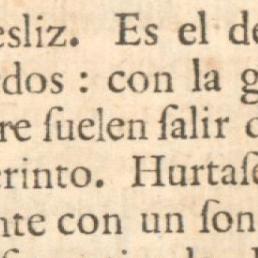 esliz. Es el de
dos : con la g
re ſuelen ſalir
erinto. Hurtaſe
nte con un ſon